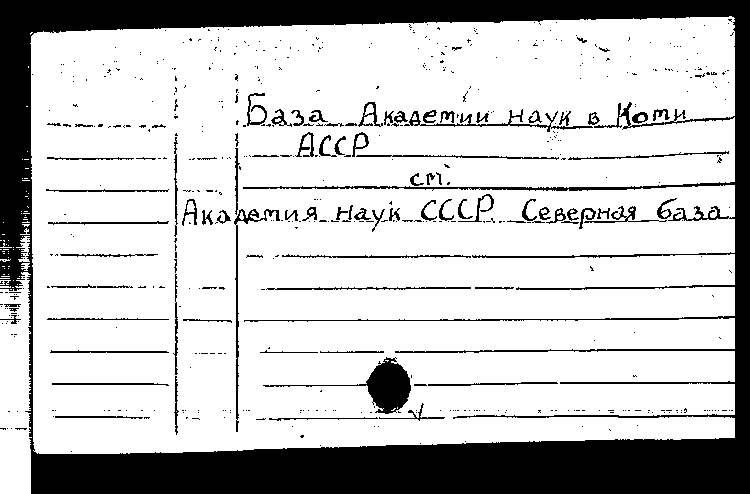 База Академии наук в Коми
АССР
см.
Академия наук СССР. Северная база